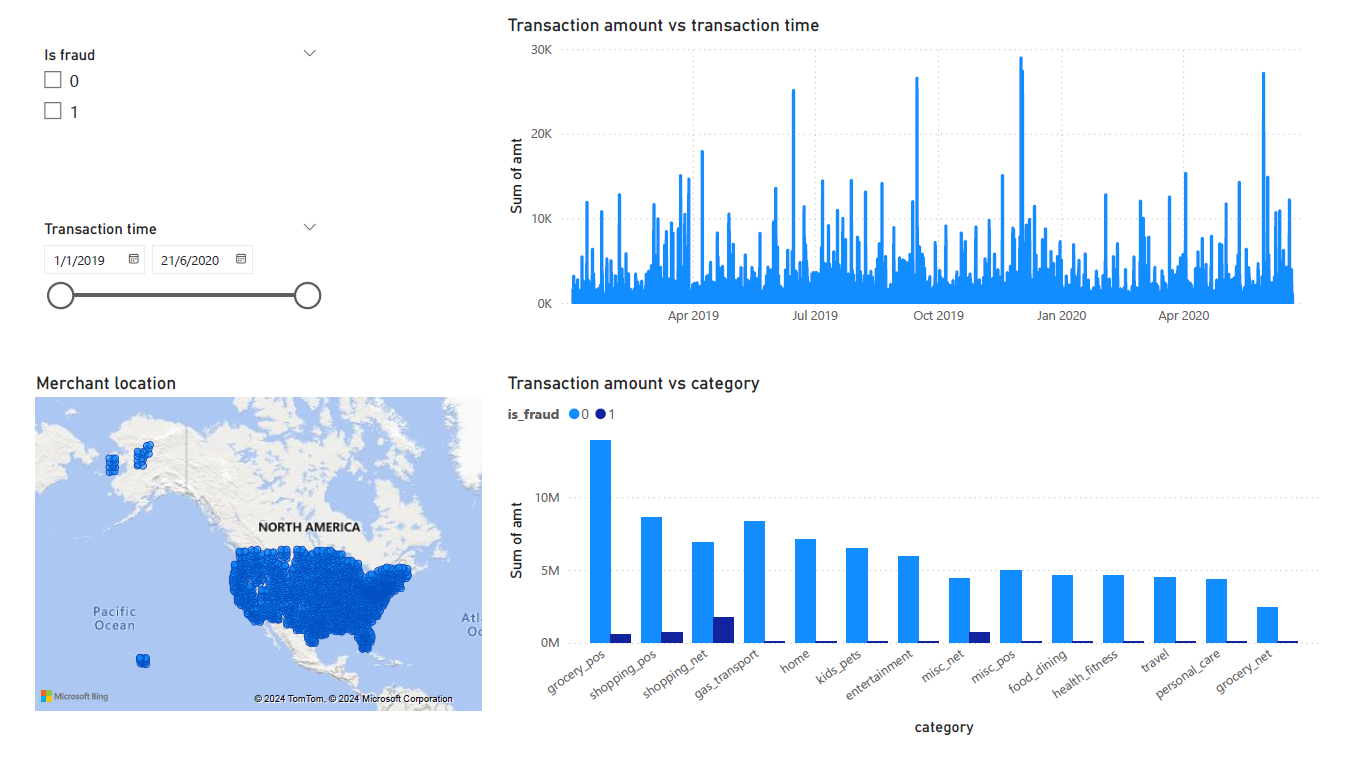 Is fraud
0
1
Transaction time
1/1/2019 21/6/2020
Transaction amount vs transaction time
30K
20K
10K
0K
Sum of amt
Apr 2019 Jul 2019 Oct 2019 Jan 2020 Apr 2020
Merchant location
NORTH AMERICA
Pacific
Ocean
Atl
Oc
Microsoft Bing
© 2024 TomTom, © 2024 Microsoft Corporation
Transaction amount vs category
is_fraud 0 1
10M
5M
0M
Sum of amt
grocery_pos shopping_pos shopping_net gas_transport home kids_pets entertainment misc_net misc_pos food_dining health_fitness travel personal_care grocery_net
category